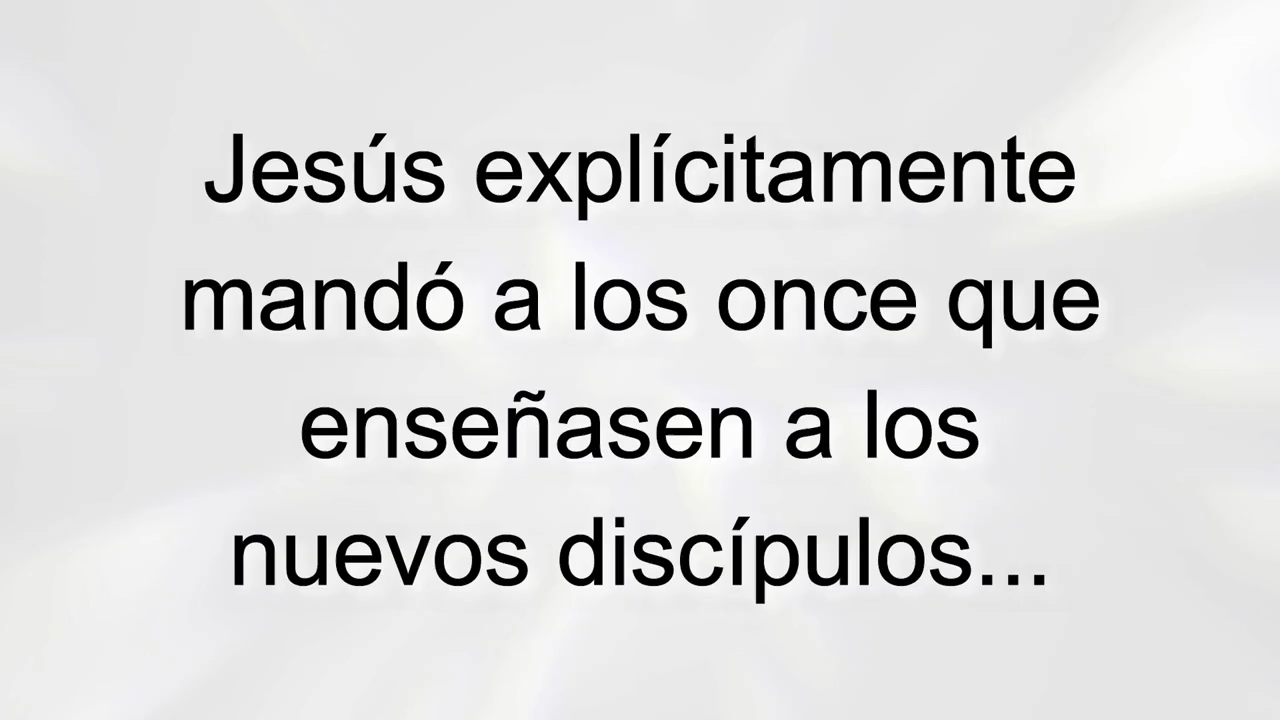 Jesús explícitamente
mandó a los once que
enseñasen a los
nuevos discípulos...